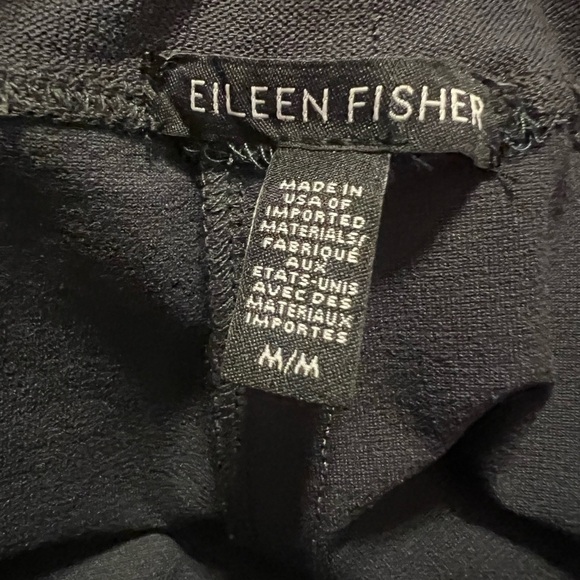 EILEEN FISHER
MADE IN
USA OF
IMPORTED
MATERIALS/
FABRIQUÉ
AUX
ETATS-UNIS
AVEC DES
MATERIAUX
IMPORTES
M/M